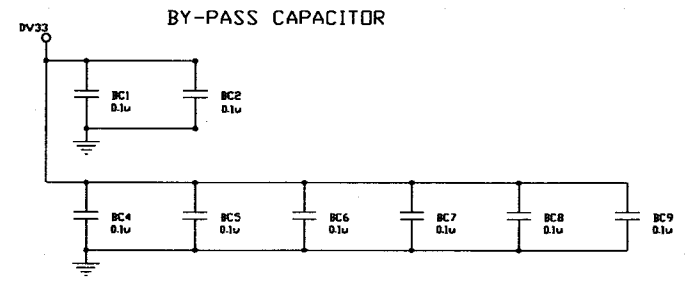 BY-PASS CAPACITOR
DV33
BC1
0.1u
BC2
0.1u
BC4
0.1u
BC5
0.1u
BC6
0.1u
BC7
0.1u
BC8
0.1u
BC9
0.1u